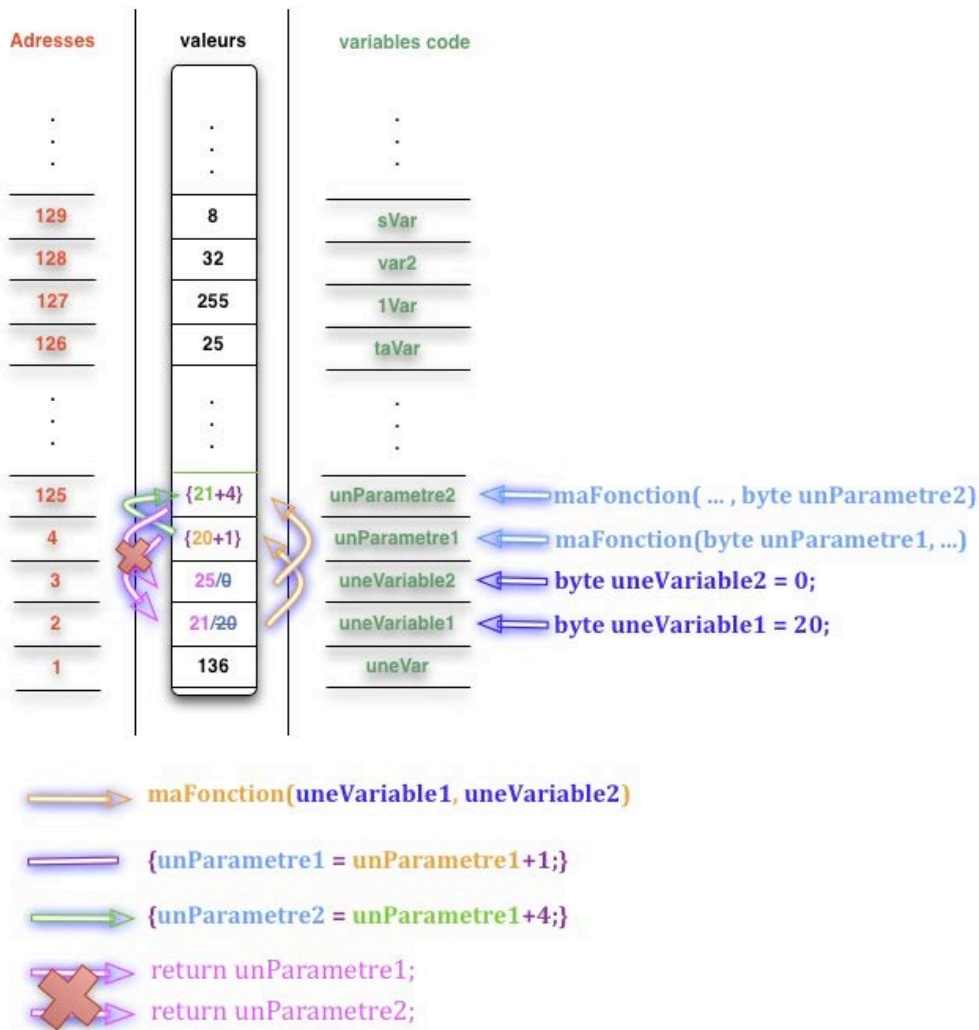 Adresses valeurs variables code
129 8 sVar
128 32 var2
127 255 1Var
126 25 taVar
125 {21+4} unParametre2 maFonction( ... , byte unParametre2)
4 {20+1} unParametre1 maFonction(byte unParametre1, ...)
3 25/0 uneVariable2 byte uneVariable2 = 0;
2 21/20 uneVariable1 byte uneVariable1 = 20;
1 136 uneVar
maFonction(uneVariable1, uneVariable2)
{unParametre1 = unParametre1+1;}
{unParametre2 = unParametre1+4;}
return unParametre1;
return unParametre2;